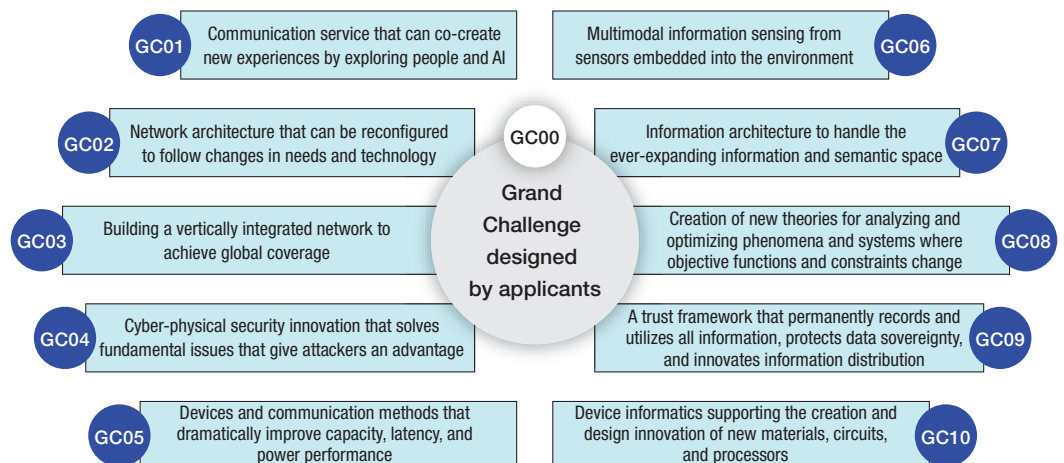 GC01
Communication service that can co-create
new experiences by exploring people and AI
GC02
Network architecture that can be reconfigured
to follow changes in needs and technology
GC03
Building a vertically integrated network to
achieve global coverage
GC04
Cyber-physical security innovation that solves
fundamental issues that give attackers an advantage
GC05
Devices and communication methods that
dramatically improve capacity, latency, and
power performance
GC00
Grand
Challenge
designed
by applicants
Multimodal information sensing from
sensors embedded into the environment
GC06
Information architecture to handle the
ever-expanding information and semantic space
GC07
Creation of new theories for analyzing and
optimizing phenomena and systems where
objective functions and constraints change
GC08
A trust framework that permanently records and
utilizes all information, protects data sovereignty,
and innovates information distribution
GC09
Device informatics supporting the creation and
design innovation of new materials, circuits,
and processors
GC10